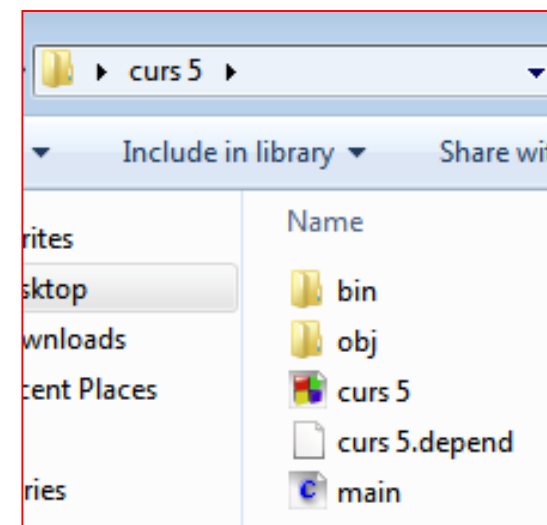 curs 5
Include in library Share wi
Name
rites
sktop
wnloads
cent Places
ries
bin
obj
curs 5
curs 5.depend
main